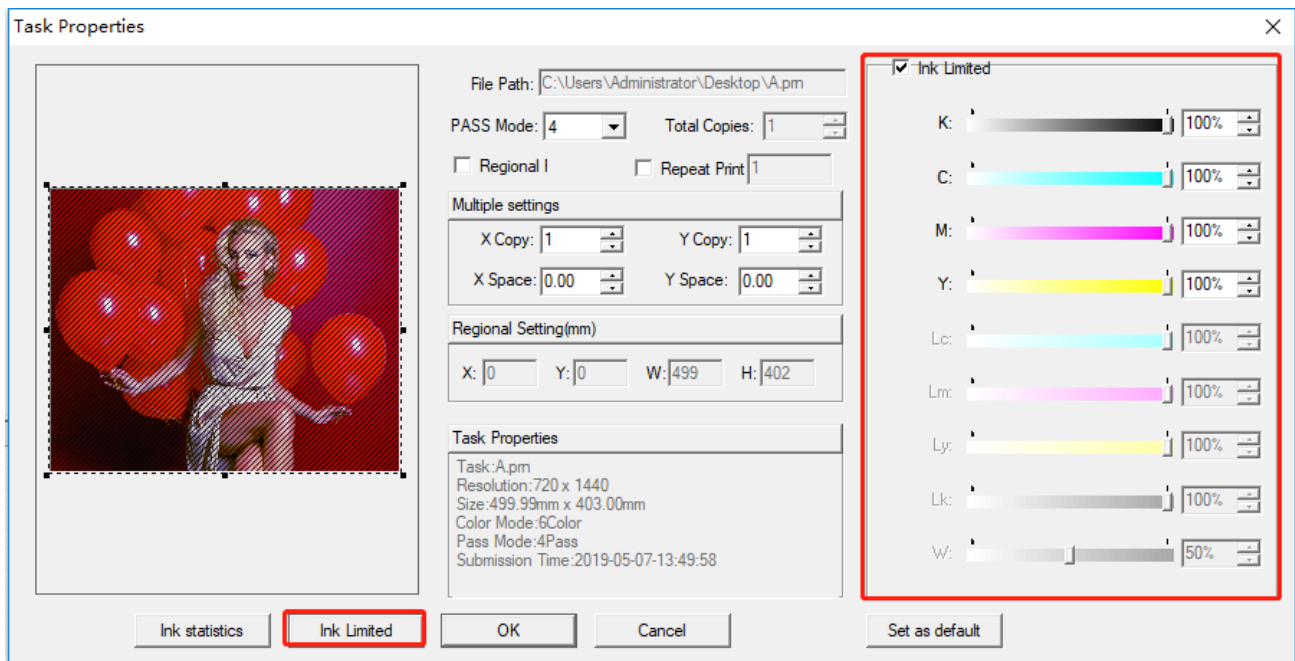 Task Properties
File Path: C:\Users\Administrator\Desktop\A.prn
PASS Mode: 4 Total Copies: 1
Regional I Repeat Print 1
Multiple settings
X Copy: 1 Y Copy: 1
X Space: 0.00 Y Space: 0.00
Regional Setting(mm)
X: 0 Y: 0 W: 499 H: 402
Task Properties
Task:A.prn
Resolution:720 x 1440
Size:499.99mm x 403.00mm
Color Mode:6Color
Pass Mode:4Pass
Submission Time:2019-05-07-13:49:58
Ink Limited
K: 100%
C: 100%
M: 100%
Y: 100%
Lc: 100%
Lm: 100%
Ly: 100%
Lk: 100%
W: 50%
Ink statistics Ink Limited OK Cancel Set as default